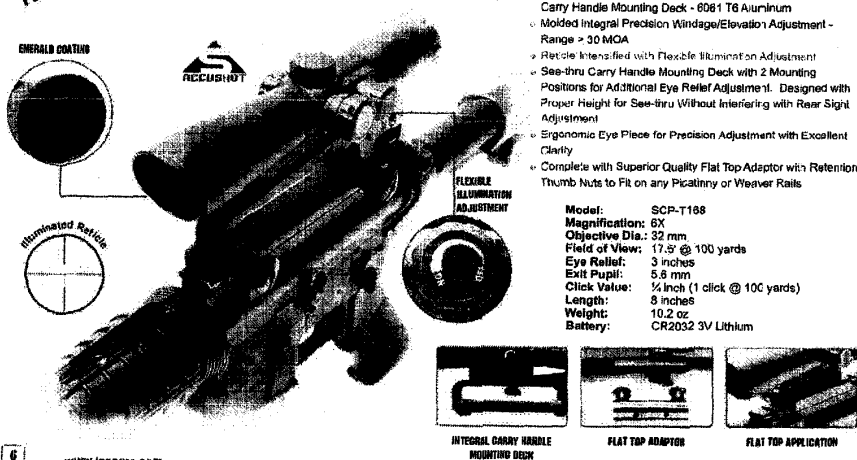 Carry Handle Mounting Deck - 6061 T6 Aluminum
Molded Integral Precision Windage/Elevation Adjustment -
Range > 30 MOA
Reticle Intensified with Flexible Illumination Adjustment
See-thru Carry Handle Mounting Deck with 2 Mounting
Positions for Additional Eye Relief Adjustment. Designed with
Proper Height for See-thru Without Interfering with Rear Sight
Adjustment
Ergonomic Eye Piece for Precision Adjustment with Excellent
Clarity
Complete with Superior Quality Flat Top Adaptor with Retention
Thumb Nuts to Fit on any Picatinny or Weaver Rails
EMERALD COATING
ACCUSHOT
FLEXIBLE
ILLUMINATION
ADJUSTMENT
Illuminated Reticle
Model: SCP-T168
Magnification: 6X
Objective Dia.: 32 mm
Field of View: 17.5' @ 100 yards
Eye Relief: 3 inches
Exit Pupil: 5.6 mm
Click Value: ¼ inch (1 click @ 100 yards)
Length: 8 inches
Weight: 10.2 oz
Battery: CR2032 3V Lithium
INTEGRAL CARRY HANDLE
MOUNTING DECK
FLAT TOP ADAPTOR
FLAT TOP APPLICATION
6